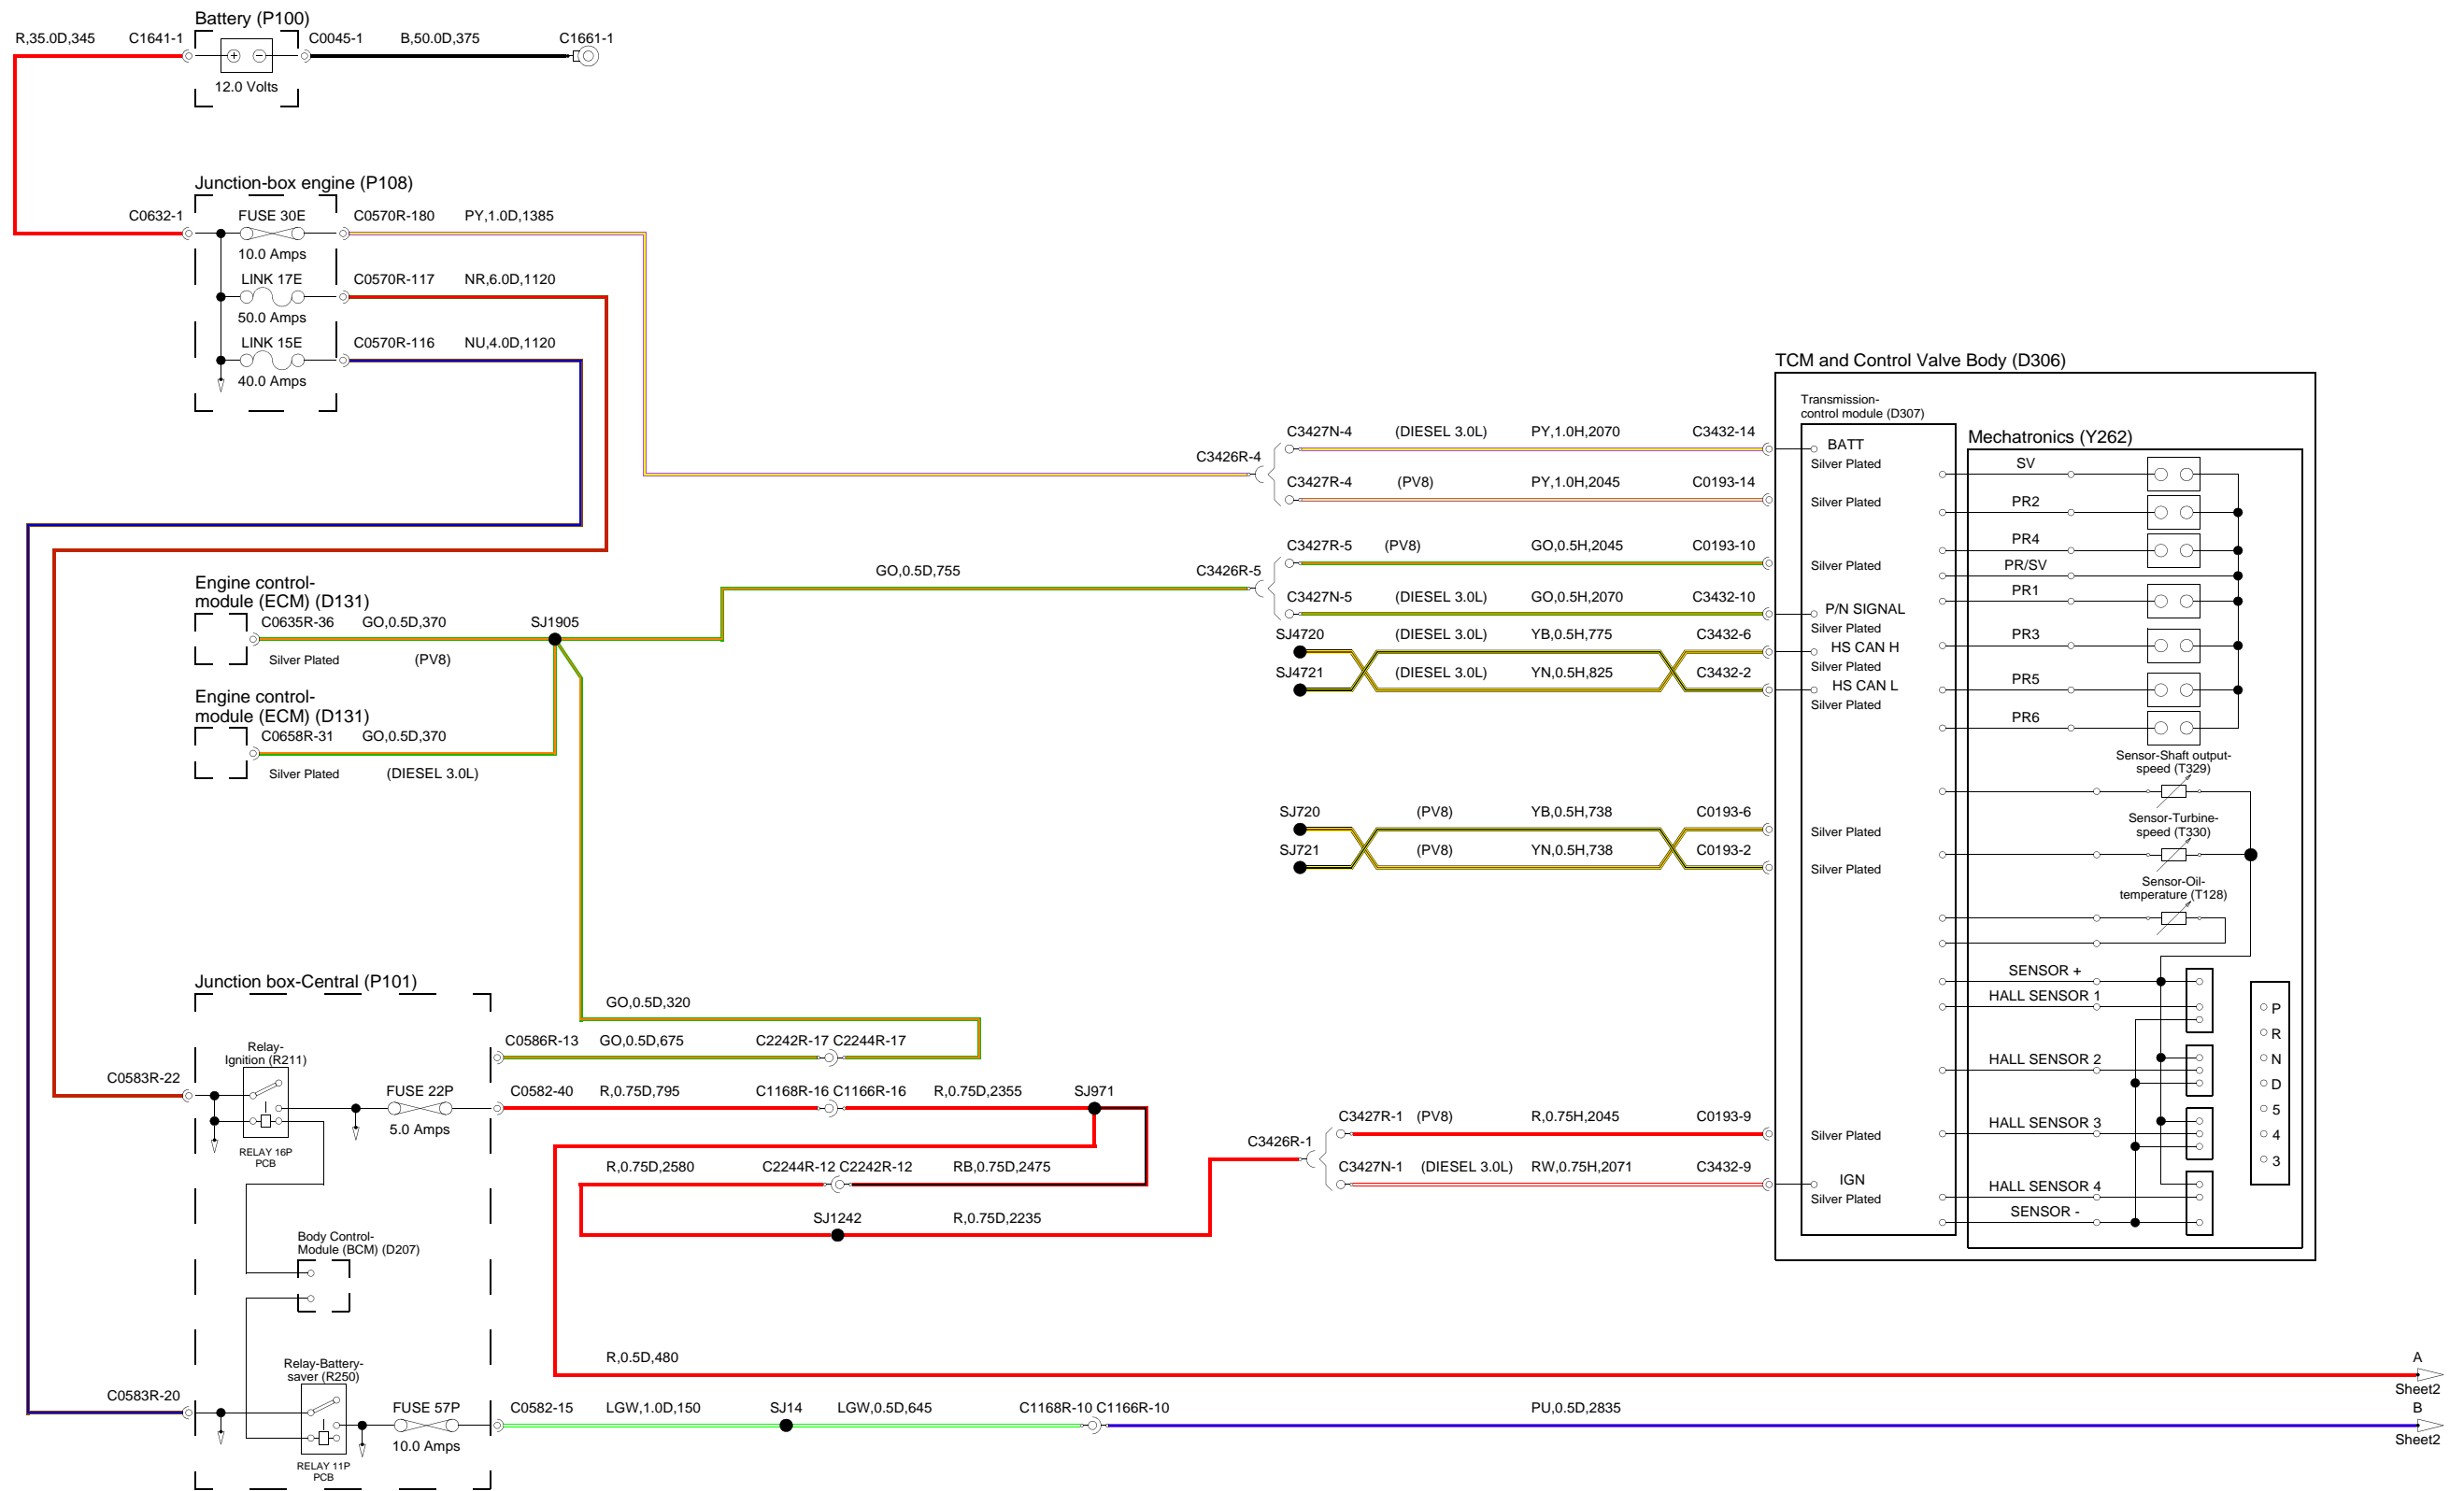 Battery (P100)
R,35.0D,345
C1641-1
C0045-1
B,50.0D,375
C1661-1
12.0 Volts
Junction-box engine (P108)
C0632-1
FUSE 30E
C0570R-180
PY,1.0D,1385
10.0 Amps
LINK 17E
C0570R-117
NR,6.0D,1120
50.0 Amps
LINK 15E
C0570R-116
NU,4.0D,1120
40.0 Amps
TCM and Control Valve Body (D306)
Transmission-
control module (D307)
Mechatronics (Y262)
C3426R-4
C3427N-4
(DIESEL 3.0L)
PY,1.0H,2070
C3432-14
BATT
Silver Plated
C3427R-4
(PV8)
PY,1.0H,2045
C0193-14
Silver Plated
C3427R-5
(PV8)
GO,0.5H,2045
C0193-10
Silver Plated
GO,0.5D,755
C3426R-5
C3427N-5
(DIESEL 3.0L)
GO,0.5H,2070
C3432-10
P/N SIGNAL
Silver Plated
SJ4720
(DIESEL 3.0L)
YB,0.5H,775
C3432-6
HS CAN H
Silver Plated
SJ4721
(DIESEL 3.0L)
YN,0.5H,825
C3432-2
HS CAN L
Silver Plated
SV
PR2
PR4
PR/SV
PR1
PR3
PR5
PR6
Engine control-
module (ECM) (D131)
C0635R-36
GO,0.5D,370
SJ1905
Silver Plated
(PV8)
Engine control-
module (ECM) (D131)
C0658R-31
GO,0.5D,370
Silver Plated
(DIESEL 3.0L)
Sensor-Shaft output-
speed (T329)
SJ720
(PV8)
YB,0.5H,738
C0193-6
Silver Plated
SJ721
(PV8)
YN,0.5H,738
C0193-2
Silver Plated
Sensor-Turbine-
speed (T330)
Sensor-Oil-
temperature (T128)
Junction box-Central (P101)
GO,0.5D,320
C0586R-13
GO,0.5D,675
C2242R-17 C2244R-17
Relay-
Ignition (R211)
C0583R-22
FUSE 22P
C0582-40
R,0.75D,795
C1168R-16 C1166R-16
R,0.75D,2355
SJ971
5.0 Amps
RELAY 16P
PCB
R,0.75D,2580
C2244R-12 C2242R-12
RB,0.75D,2475
SJ1242
R,0.75D,2235
C3426R-1
C3427R-1
(PV8)
R,0.75H,2045
C0193-9
Silver Plated
C3427N-1
(DIESEL 3.0L)
RW,0.75H,2071
C3432-9
IGN
Silver Plated
SENSOR +
HALL SENSOR 1
HALL SENSOR 2
HALL SENSOR 3
HALL SENSOR 4
SENSOR -
P
R
N
D
5
4
3
Body Control-
Module (BCM) (D207)
R,0.5D,480
A
Sheet2
Relay-Battery-
saver (R250)
C0583R-20
FUSE 57P
C0582-15
LGW,1.0D,150
SJ14
LGW,0.5D,645
C1168R-10 C1166R-10
PU,0.5D,2835
B
Sheet2
10.0 Amps
RELAY 11P
PCB